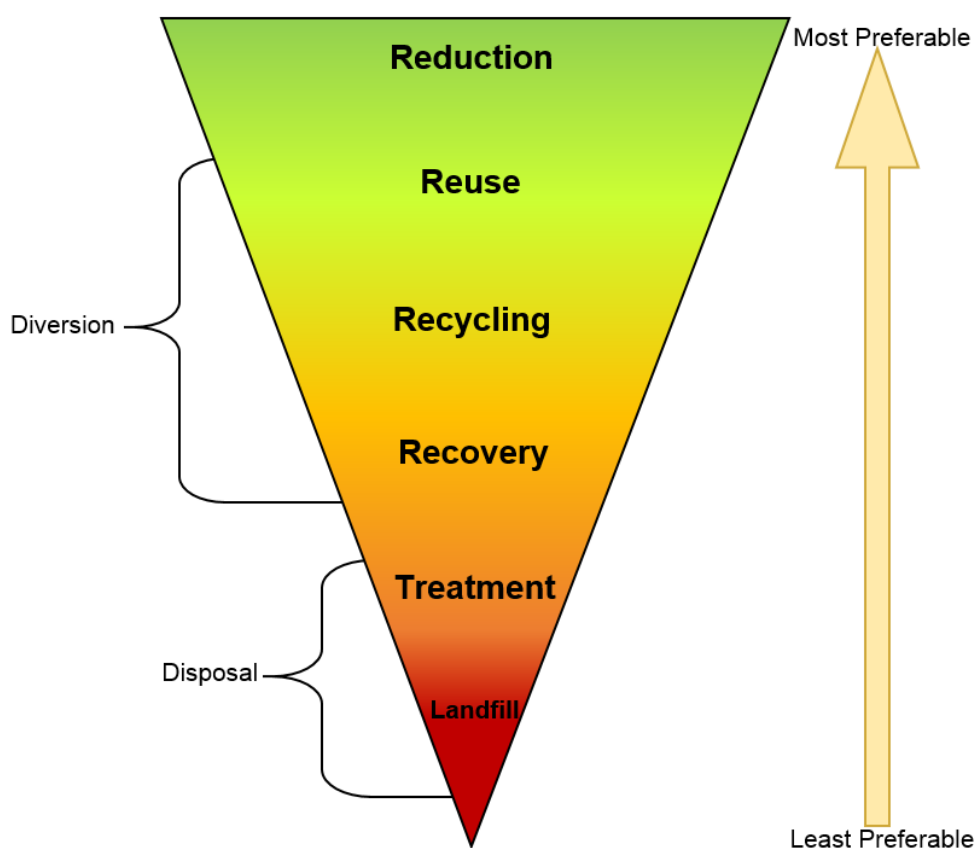 Reduction
Most Preferable
Reuse
Diversion
Recycling
Recovery
Treatment
Disposal
Landfill
Least Preferable